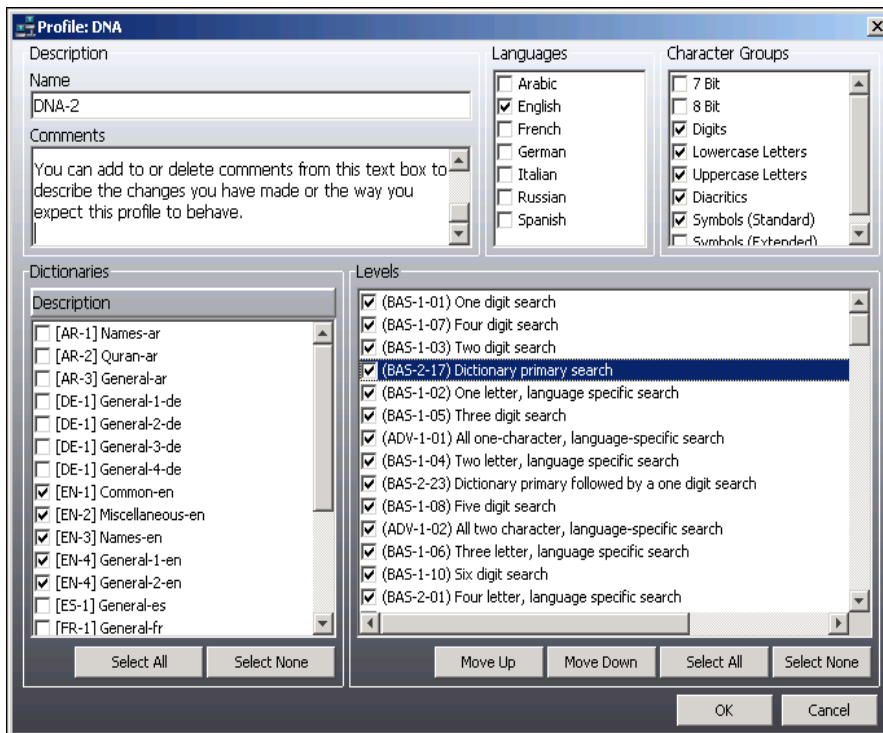 Profile: DNA
Description
Name
DNA-2
Comments
You can add to or delete comments from this text box to
describe the changes you have made or the way you
expect this profile to behave.
Languages
Arabic
English
French
German
Italian
Russian
Spanish
Character Groups
7 Bit
8 Bit
Digits
Lowercase Letters
Uppercase Letters
Diacritics
Symbols (Standard)
Symbols (Extended)
Dictionaries
Description
[AR-1] Names-ar
[AR-2] Quran-ar
[AR-3] General-ar
[DE-1] General-1-de
[DE-1] General-2-de
[DE-1] General-3-de
[DE-1] General-4-de
[EN-1] Common-en
[EN-2] Miscellaneous-en
[EN-3] Names-en
[EN-4] General-1-en
[EN-4] General-2-en
[ES-1] General-es
[FR-1] General-fr
Select All
Select None
Levels
(BAS-1-01) One digit search
(BAS-1-07) Four digit search
(BAS-1-03) Two digit search
(BAS-2-17) Dictionary primary search
(BAS-1-02) One letter, language specific search
(BAS-1-05) Three digit search
(ADV-1-01) All one-character, language-specific search
(BAS-1-04) Two letter, language specific search
(BAS-2-23) Dictionary primary followed by a one digit search
(BAS-1-08) Five digit search
(ADV-1-02) All two character, language-specific search
(BAS-1-06) Three letter, language specific search
(BAS-1-10) Six digit search
(BAS-2-01) Four letter, language specific search
Move Up
Move Down
Select All
Select None
OK
Cancel